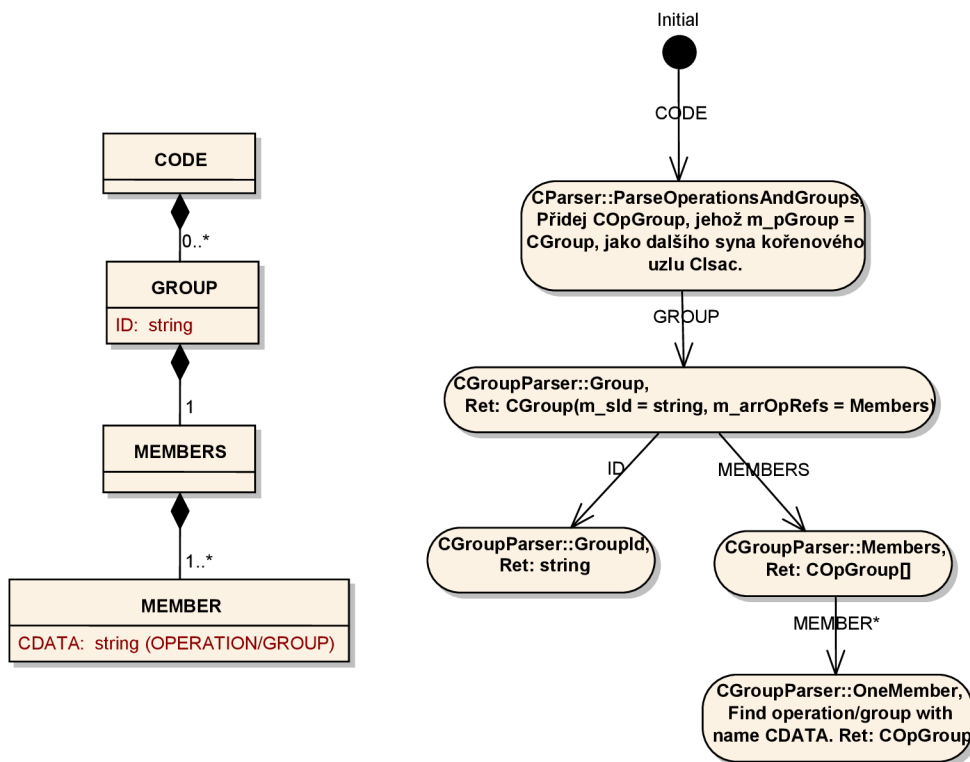 CODE
0..*
GROUP
ID:  string
1
MEMBERS
1..*
MEMBER
CDATA:  string (OPERATION/GROUP)
Initial
CODE
CParser::ParseOperationsAndGroups,
Přidej COpGroup, jehož m_pGroup =
CGroup, jako dalšího syna kořenového
uzlu CIsac.
GROUP
CGroupParser::Group,
Ret: CGroup(m_sId = string, m_arrOpRefs = Members)
ID
MEMBERS
CGroupParser::GroupId,
Ret: string
CGroupParser::Members,
Ret: COpGroup[]
MEMBER*
CGroupParser::OneMember,
Find operation/group with
name CDATA. Ret: COpGroup